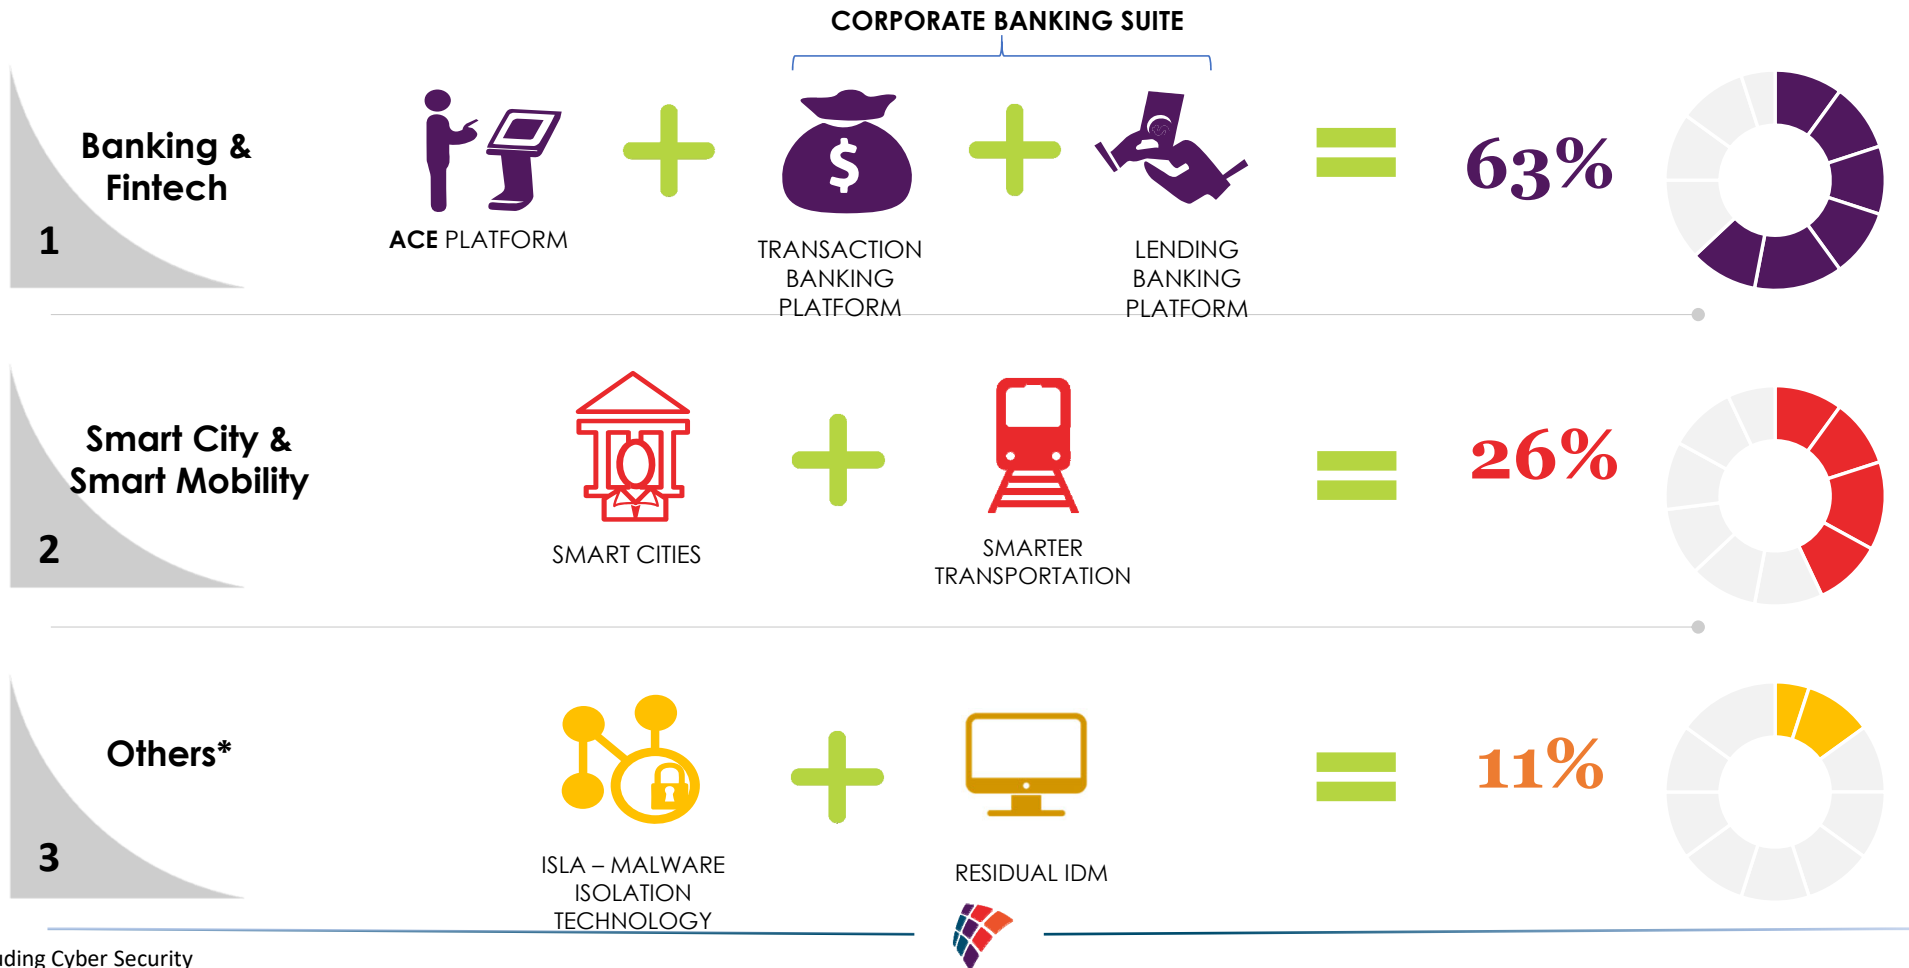 CORPORATE BANKING SUITE
Banking &
Fintech
1
$
ACE PLATFORM
TRANSACTION
BANKING
PLATFORM
LENDING
BANKING
PLATFORM
63%
Smart City &
Smart Mobility
2
SMART CITIES
SMARTER
TRANSPORTATION
26%
Others*
3
ISLA – MALWARE
ISOLATION
TECHNOLOGY
RESIDUAL IDM
11%
Cyber Security